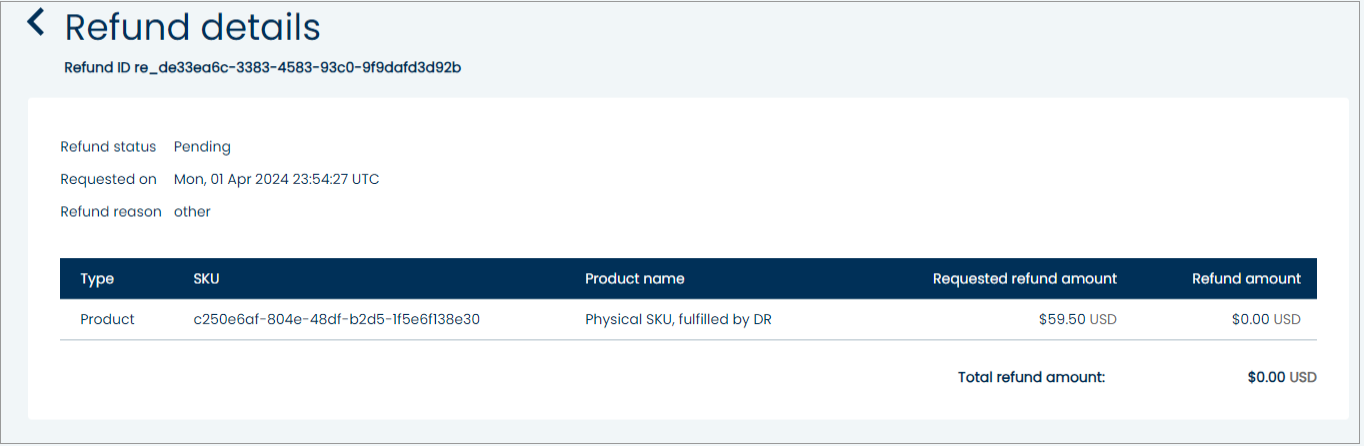 Refund details
Refund ID re_de33ea6c-3383-4583-93c0-9f9dafd3d92b
Refund status Pending
Requested on Mon, 01 Apr 2024 23:54:27 UTC
Refund reason other
Type SKU Product name Requested refund amount Refund amount
Product c250e6af-804e-48df-b2d5-1f5e6f138e30 Physical SKU, fulfilled by DR $59.50 USD $0.00 USD
Total refund amount: $0.00 USD